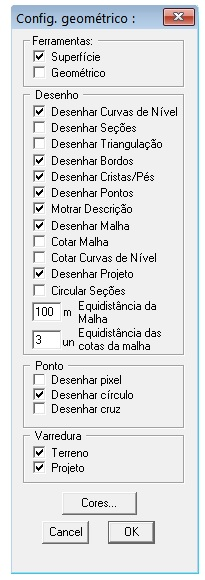 Config. geométrico :
Ferramentas:
Superfície
Geométrico
Desenho
Desenhar Curvas de Nível
Desenhar Seções
Desenhar Triangulação
Desenhar Bordos
Desenhar Cristas/Pés
Desenhar Pontos
Motrar Descrição
Desenhar Malha
Cotar Malha
Cotar Curvas de Nível
Desenhar Projeto
Circular Seções
100 m Equidistância da
Malha
3 un Equidistância das
cotas da malha
Ponto
Desenhar pixel
Desenhar círculo
Desenhar cruz
Varredura
Terreno
Projeto
Cores...
Cancel OK